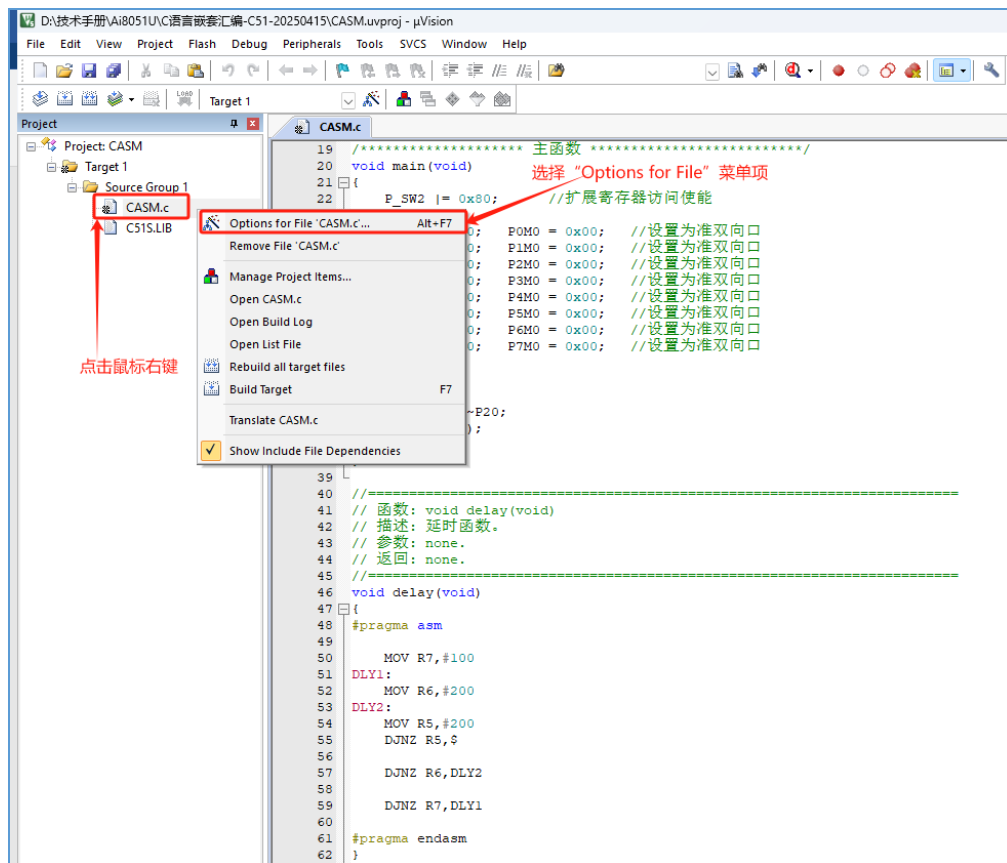 D:\技术手册\Ai8051U\C语言嵌套汇编-C51-20250415\CASM.uvproj - µVision
File Edit View Project Flash Debug Peripherals Tools SVCS Window Help
LOAD
Target 1
Project
CASM.c
Project: CASM
Target 1
Source Group 1
CASM.c
C51S.LIB
点击鼠标右键
Options for File 'CASM.c'... Alt+F7
Remove File 'CASM.c'
Manage Project Items...
Open CASM.c
Open Build Log
Open List File
Rebuild all target files
Build Target F7
Translate CASM.c
Show Include File Dependencies
选择“Options for File”菜单项
19 /******************** 主函数 **************************/
20 void main(void)
21 {
22 P_SW2 |= 0x80; //扩展寄存器访问使能
0; P0M0 = 0x00; //设置为准双向口
0; P1M0 = 0x00; //设置为准双向口
0; P2M0 = 0x00; //设置为准双向口
0; P3M0 = 0x00; //设置为准双向口
0; P4M0 = 0x00; //设置为准双向口
0; P5M0 = 0x00; //设置为准双向口
0; P6M0 = 0x00; //设置为准双向口
0; P7M0 = 0x00; //设置为准双向口
~P20;
);
39
40 //========================================================================
41 // 函数: void delay(void)
42 // 描述: 延时函数。
43 // 参数: none.
44 // 返回: none.
45 //========================================================================
46 void delay(void)
47 {
48 #pragma asm
49
50 MOV R7,#100
51 DLY1:
52 MOV R6,#200
53 DLY2:
54 MOV R5,#200
55 DJNZ R5,$
56
57 DJNZ R6,DLY2
58
59 DJNZ R7,DLY1
60
61 #pragma endasm
62 }